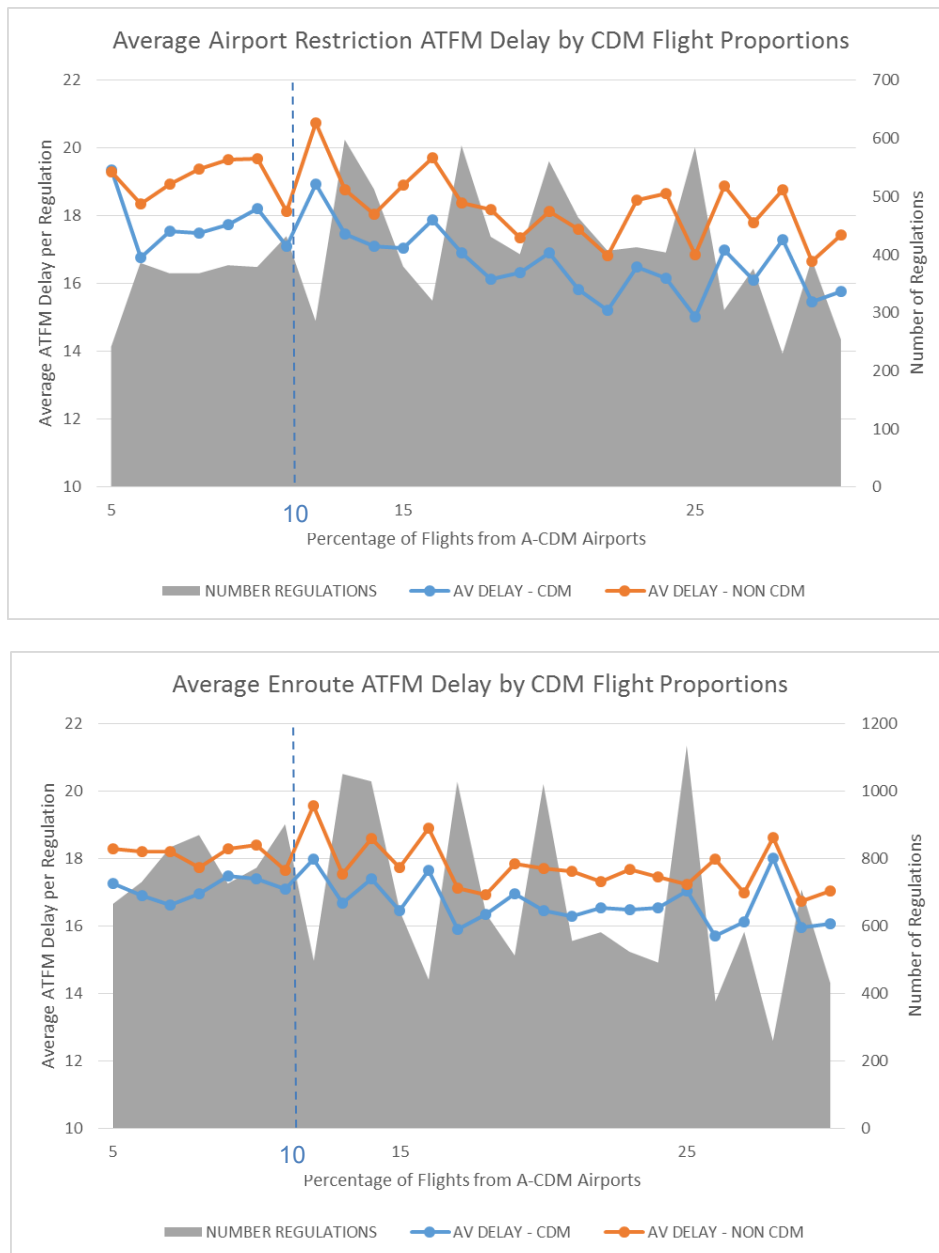 Average Airport Restriction ATFM Delay by CDM Flight Proportions
22
20
18
16
14
12
10
Average ATFM Delay per Regulation
700
600
500
400
300
200
100
0
Number of Regulations
5
10
15
25
Percentage of Flights from A-CDM Airports
NUMBER REGULATIONS
AV DELAY - CDM
AV DELAY - NON CDM
Average Enroute ATFM Delay by CDM Flight Proportions
22
20
18
16
14
12
10
Average ATFM Delay per Regulation
1200
1000
800
600
400
200
0
Number of Regulations
5
10
15
25
Percentage of Flights from A-CDM Airports
NUMBER REGULATIONS
AV DELAY - CDM
AV DELAY - NON CDM